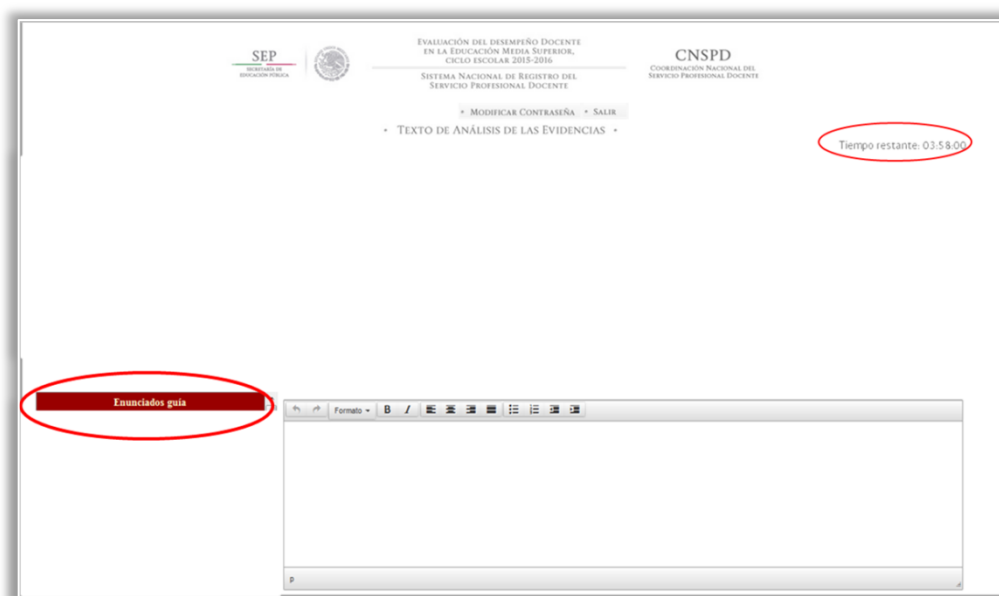 SEP
SECRETARÍA DE
EDUCACIÓN PÚBLICA
EVALUACIÓN DEL DESEMPEÑO DOCENTE
EN LA EDUCACIÓN MEDIA SUPERIOR,
CICLO ESCOLAR 2015-2016
SISTEMA NACIONAL DE REGISTRO DEL
SERVICIO PROFESIONAL DOCENTE
CNSPD
COORDINACIÓN NACIONAL DEL
SERVICIO PROFESIONAL DOCENTE
• MODIFICAR CONTRASEÑA • SALIR
• TEXTO DE ANÁLISIS DE LAS EVIDENCIAS •
Tiempo restante: 03:58:00
Enunciados guía
Formato B I
p